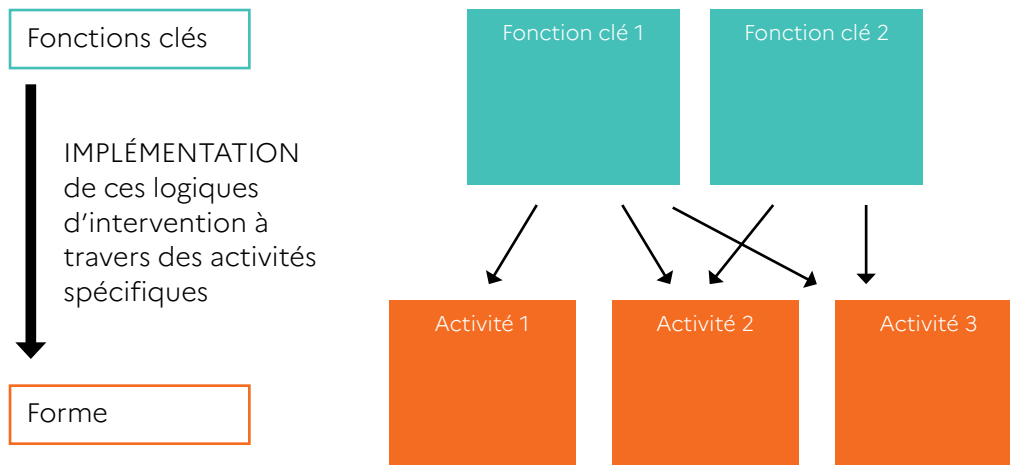 Fonctions clés
IMPLÉMENTATION
de ces logiques
d’intervention à
travers des activités
spécifiques
Forme
Fonction clé 1
Fonction clé 2
Activité 1
Activité 2
Activité 3